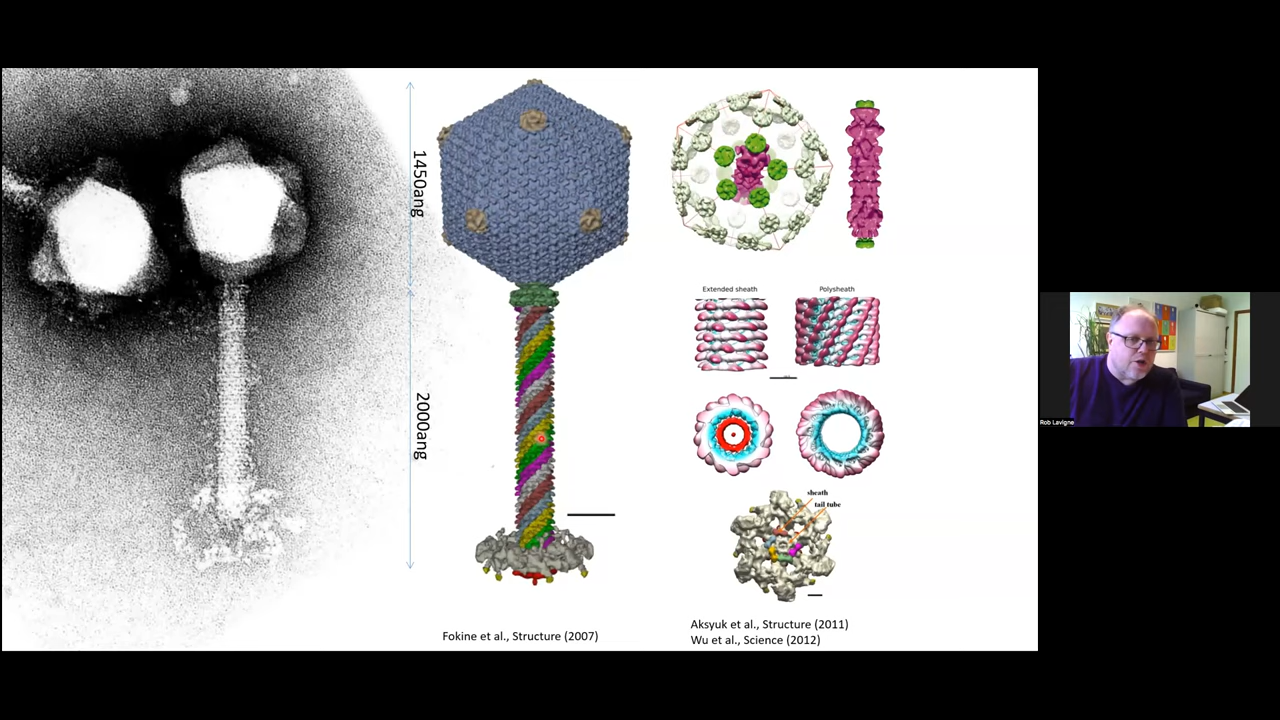 1450ang
2000ang
Fokine et al., Structure (2007)
Extended sheath
Polysheath
sheath
tail tube
Aksyuk et al., Structure (2011)
Wu et al., Science (2012)
Rob Lavigne